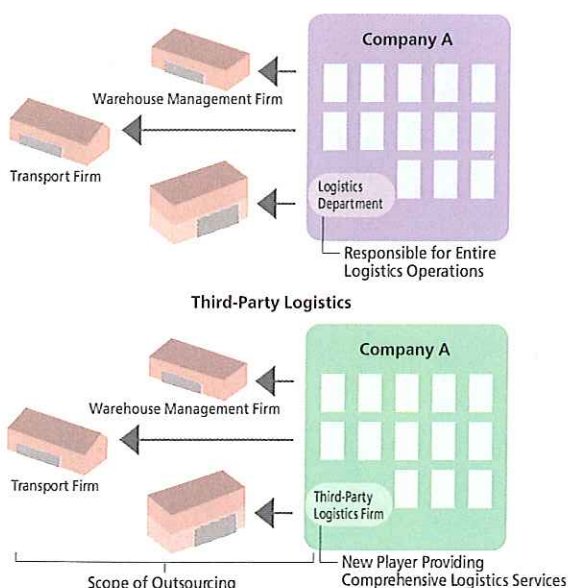 Company A
Warehouse Management Firm
Transport Firm
Logistics
Department
Responsible for Entire
Logistics Operations
Third-Party Logistics
Company A
Warehouse Management Firm
Transport Firm
Third-Party
Logistics Firm
New Player Providing
Comprehensive Logistics Services
Scope of Outsourcing